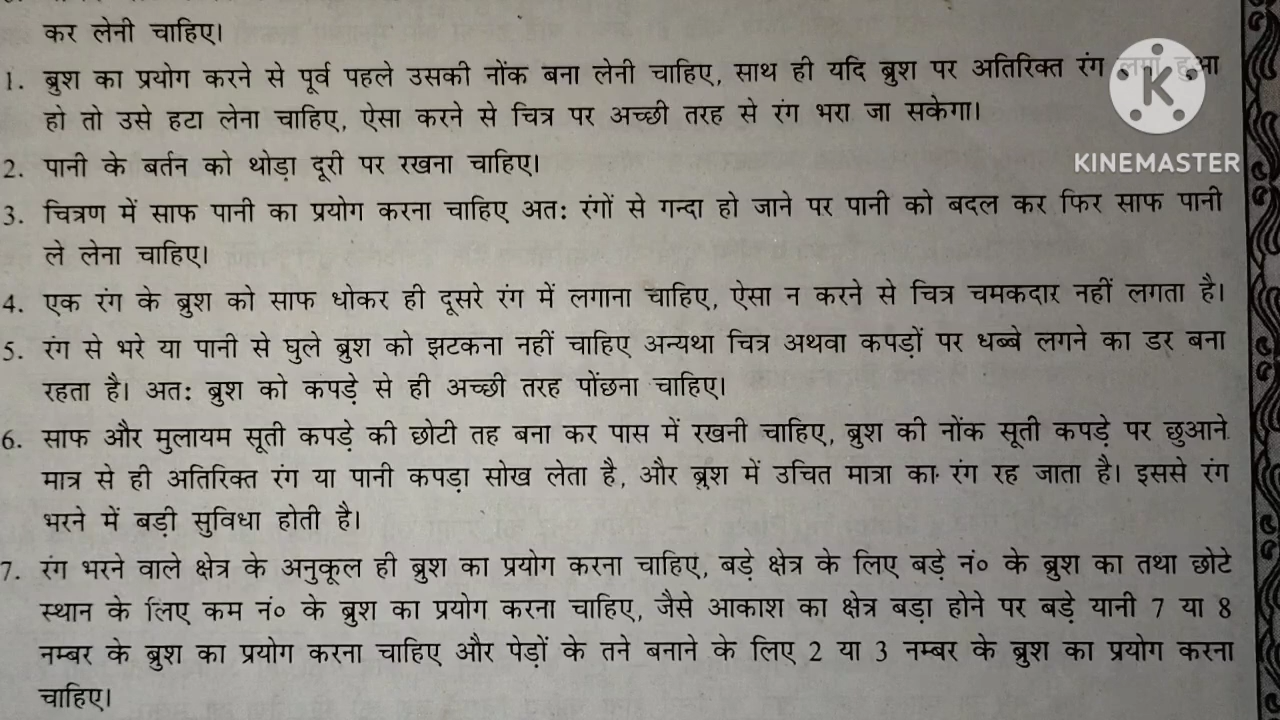 कर लेनी चाहिए।
1. ब्रुश का प्रयोग करने से पूर्व पहले उसकी नोंक बना लेनी चाहिए, साथ ही यदि ब्रुश पर अतिरिक्त रंग लगा हुआ
हो तो उसे हटा लेना चाहिए, ऐसा करने से चित्र पर अच्छी तरह से रंग भरा जा सकेगा।
K
KINEMASTER
2. पानी के बर्तन को थोड़ा दूरी पर रखना चाहिए।
3. चित्रण में साफ पानी का प्रयोग करना चाहिए अतः रंगों से गन्दा हो जाने पर पानी को बदल कर फिर साफ पानी
ले लेना चाहिए।
4. एक रंग के ब्रुश को साफ धोकर ही दूसरे रंग में लगाना चाहिए, ऐसा न करने से चित्र चमकदार नहीं लगता है।
5. रंग से भरे या पानी से घुले ब्रुश को झटकना नहीं चाहिए अन्यथा चित्र अथवा कपड़ों पर धब्बे लगने का डर बना
रहता है। अतः ब्रुश को कपड़े से ही अच्छी तरह पोंछना चाहिए।
6. साफ और मुलायम सूती कपड़े की छोटी तह बना कर पास में रखनी चाहिए, ब्रुश की नोंक सूती कपड़े पर छुआने
मात्र से ही अतिरिक्त रंग या पानी कपड़ा सोख लेता है, और ब्रुश में उचित मात्रा का रंग रह जाता है। इससे रंग
भरने में बड़ी सुविधा होती है।
7. रंग भरने वाले क्षेत्र के अनुकूल ही ब्रुश का प्रयोग करना चाहिए, बड़े क्षेत्र के लिए बड़े नं० के ब्रुश का तथा छोटे
स्थान के लिए कम नं० के ब्रुश का प्रयोग करना चाहिए, जैसे आकाश का क्षेत्र बड़ा होने पर बड़े यानी 7 या 8
नम्बर के ब्रुश का प्रयोग करना चाहिए और पेड़ों के तने बनाने के लिए 2 या 3 नम्बर के ब्रुश का प्रयोग करना
चाहिए।